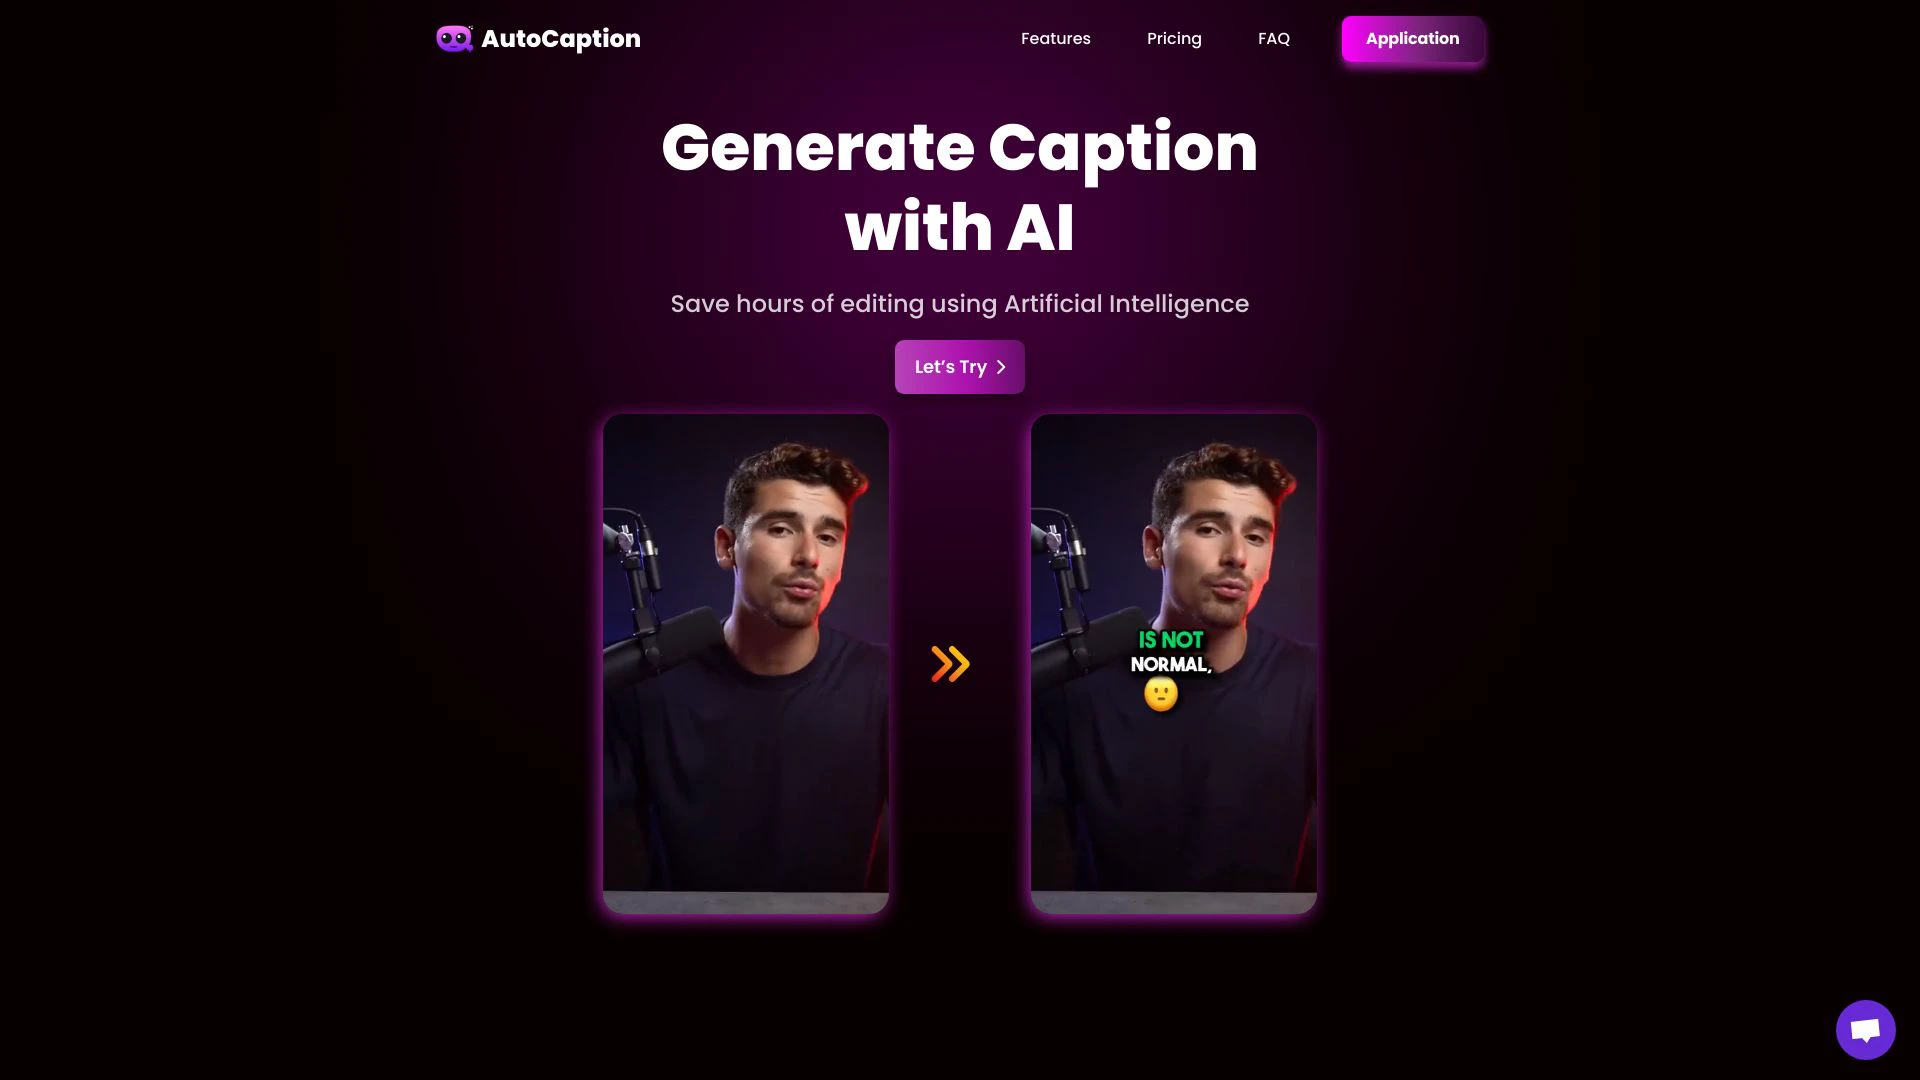 AutoCaption
Features
Pricing
FAQ
Application
Generate Caption
with AI
Save hours of editing using Artificial Intelligence
Let’s Try
IS NOT
NORMAL,